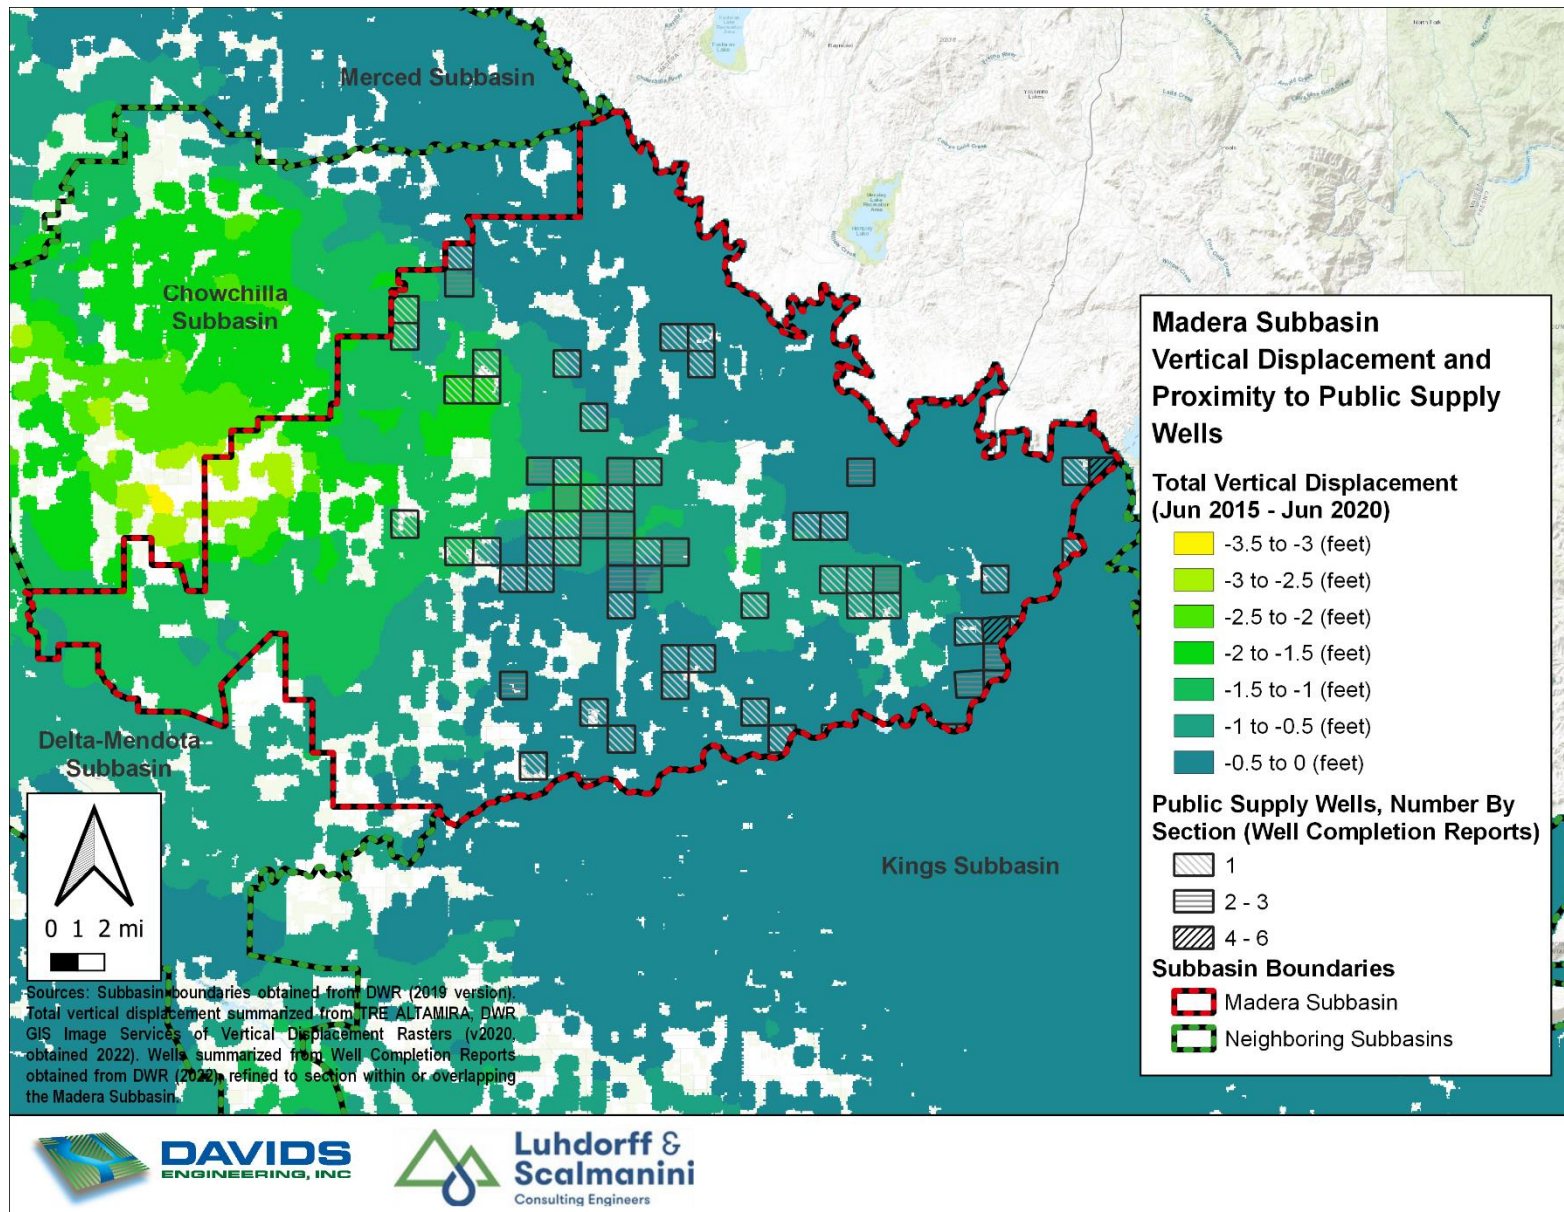 Merced Subbasin
Chowchilla
Subbasin
Delta-Mendota
Subbasin
Kings Subbasin
Madera Subbasin
Vertical Displacement and
Proximity to Public Supply
Wells
Total Vertical Displacement
(Jun 2015 - Jun 2020)
-3.5 to -3 (feet)
-3 to -2.5 (feet)
-2.5 to -2 (feet)
-2 to -1.5 (feet)
-1.5 to -1 (feet)
-1 to -0.5 (feet)
-0.5 to 0 (feet)
Public Supply Wells, Number By
Section (Well Completion Reports)
1
2 - 3
4 - 6
Subbasin Boundaries
Madera Subbasin
Neighboring Subbasins
0 1 2 mi
Sources: Subbasin boundaries obtained from DWR (2019 version).
Total vertical displacement summarized from TRE ALTAMIRA, DWR
GIS Image Services of Vertical Displacement Rasters (v2020,
obtained 2022). Wells summarized from Well Completion Reports
obtained from DWR (2022), refined to section within or overlapping
the Madera Subbasin.
DAVIDS
ENGINEERING, INC
Luhdorff &
Scalmanini
Consulting Engineers